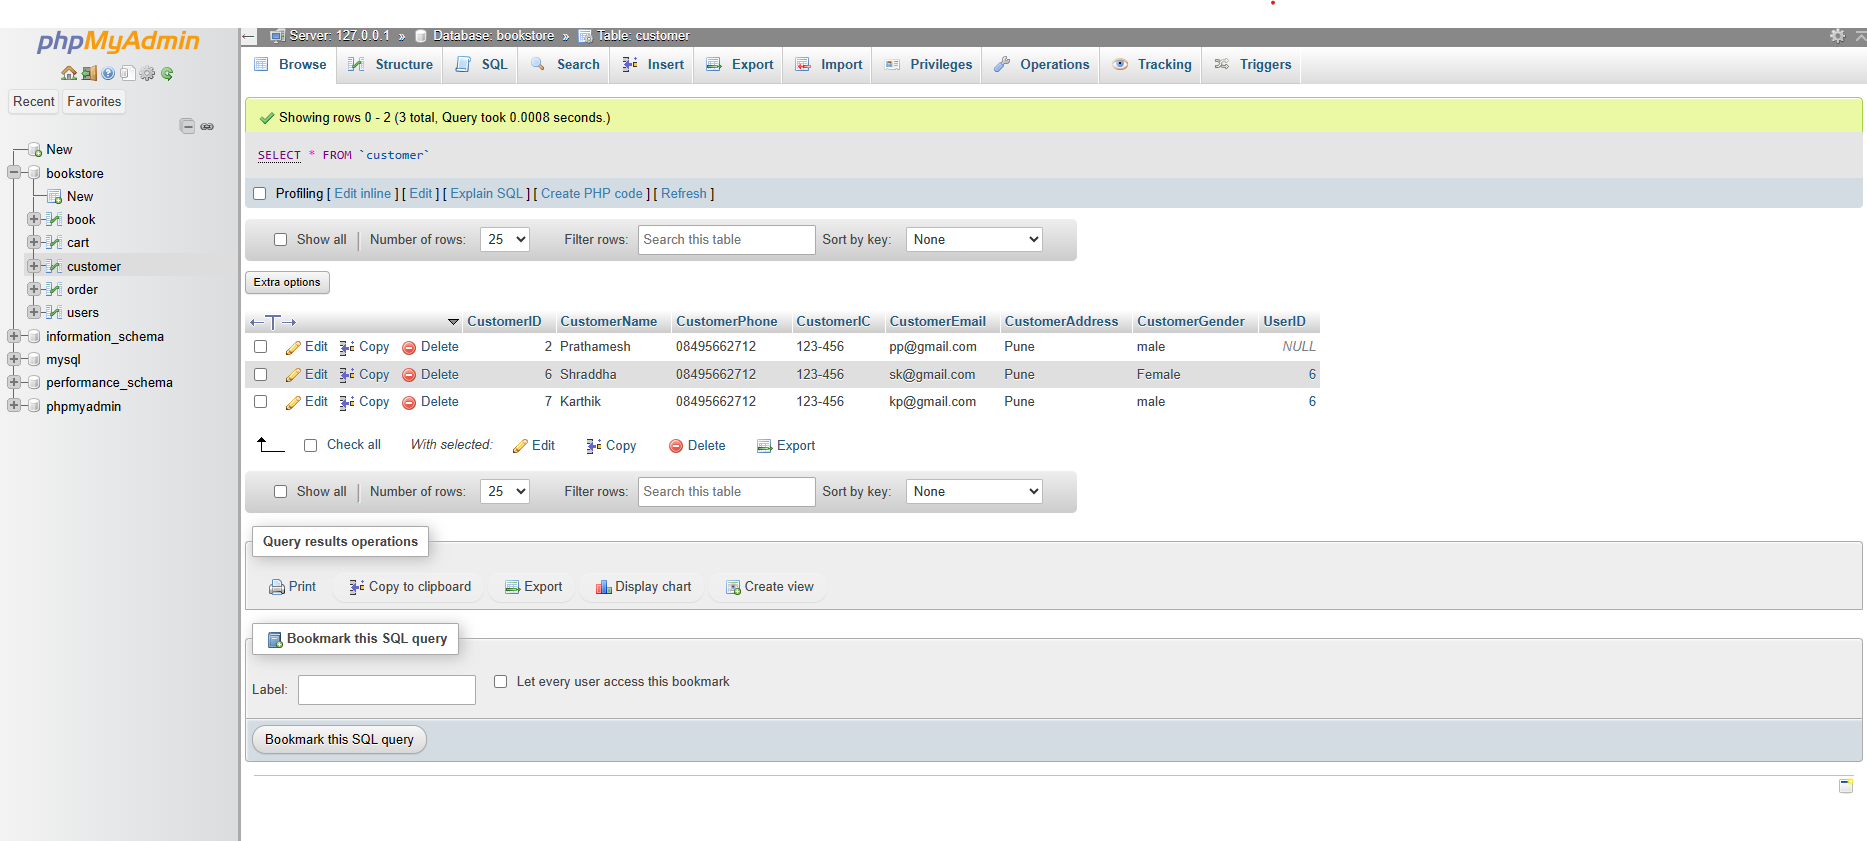 phpMyAdmin
Recent Favorites
New
bookstore
New
book
cart
customer
order
users
information_schema
mysql
performance_schema
phpmyadmin
Server: 127.0.0.1 » Database: bookstore » Table: customer
Browse Structure SQL Search Insert Export Import Privileges Operations Tracking Triggers
Showing rows 0 - 2 (3 total, Query took 0.0008 seconds.)
SELECT * FROM `customer`
Profiling [ Edit inline ] [ Edit ] [ Explain SQL ] [ Create PHP code ] [ Refresh ]
Show all Number of rows: 25 Filter rows: Search this table Sort by key: None
Extra options
CustomerID CustomerName CustomerPhone CustomerIC CustomerEmail CustomerAddress CustomerGender UserID
Edit Copy Delete 2 Prathamesh 08495662712 123-456 pp@gmail.com Pune male NULL
Edit Copy Delete 6 Shraddha 08495662712 123-456 sk@gmail.com Pune Female 6
Edit Copy Delete 7 Karthik 08495662712 123-456 kp@gmail.com Pune male 6
Check all With selected: Edit Copy Delete Export
Show all Number of rows: 25 Filter rows: Search this table Sort by key: None
Query results operations
Print Copy to clipboard Export Display chart Create view
Bookmark this SQL query
Label: Let every user access this bookmark
Bookmark this SQL query